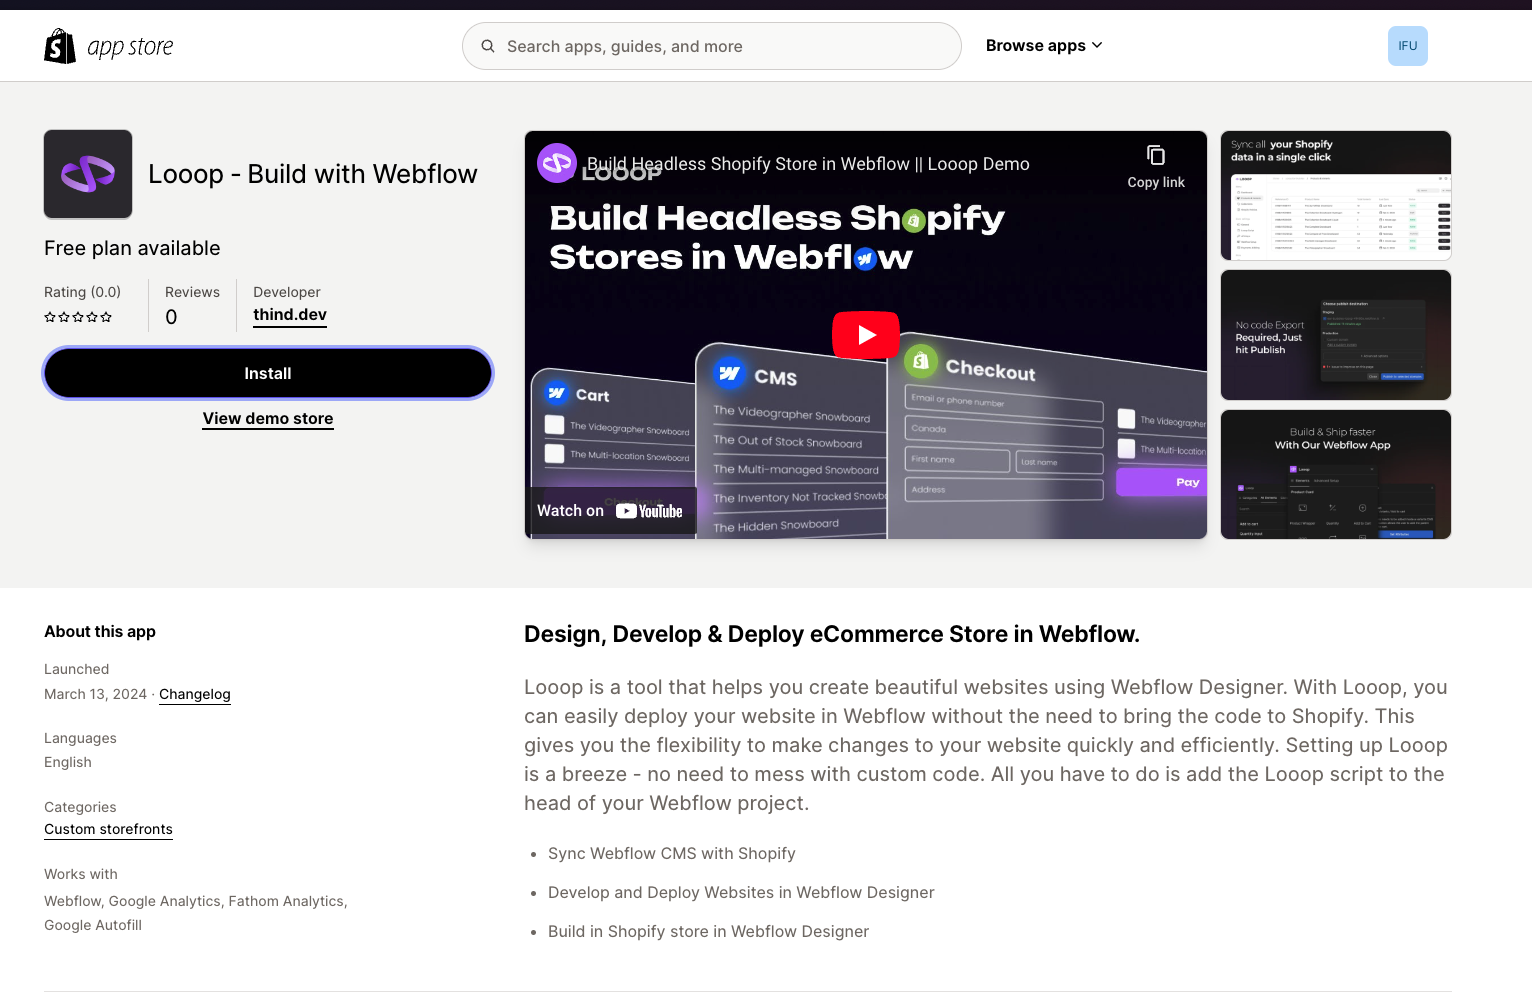 app store
Search apps, guides, and more
Browse apps
IFU
Looop - Build with Webflow
Free plan available
Rating (0.0)
Reviews
0
Developer
thind.dev
Install
View demo store
Build Headless Shopify Store in Webflow || Looop Demo
LOOOP
Copy link
Build Headless Shopify
Stores in Webflow
Cart
The Videographer Snowboard
The Multi-location Snowboard
Checkout
CMS
The Videographer Snowboard
The Out of Stock Snowboard
The Multi-managed Snowboard
The Inventory Not Tracked Snowb
The Hidden Snowboard
Checkout
Email or phone number
Canada
First name
Last name
Address
The Videographer
The Multi-location
Pay
Watch on YouTube
Sync all your Shopify
data in a single click
LOOOP
No code Export
Required, Just
hit Publish
Choose publish destination
Staging
Build & Ship faster
With Our Webflow App
Looop
Product Card
Add to cart
About this app
Launched
March 13, 2024 · Changelog
Languages
English
Categories
Custom storefronts
Works with
Webflow, Google Analytics, Fathom Analytics,
Google Autofill
Design, Develop & Deploy eCommerce Store in Webflow.
Looop is a tool that helps you create beautiful websites using Webflow Designer. With Looop, you
can easily deploy your website in Webflow without the need to bring the code to Shopify. This
gives you the flexibility to make changes to your website quickly and efficiently. Setting up Looop
is a breeze - no need to mess with custom code. All you have to do is add the Looop script to the
head of your Webflow project.
• Sync Webflow CMS with Shopify
• Develop and Deploy Websites in Webflow Designer
• Build in Shopify store in Webflow Designer